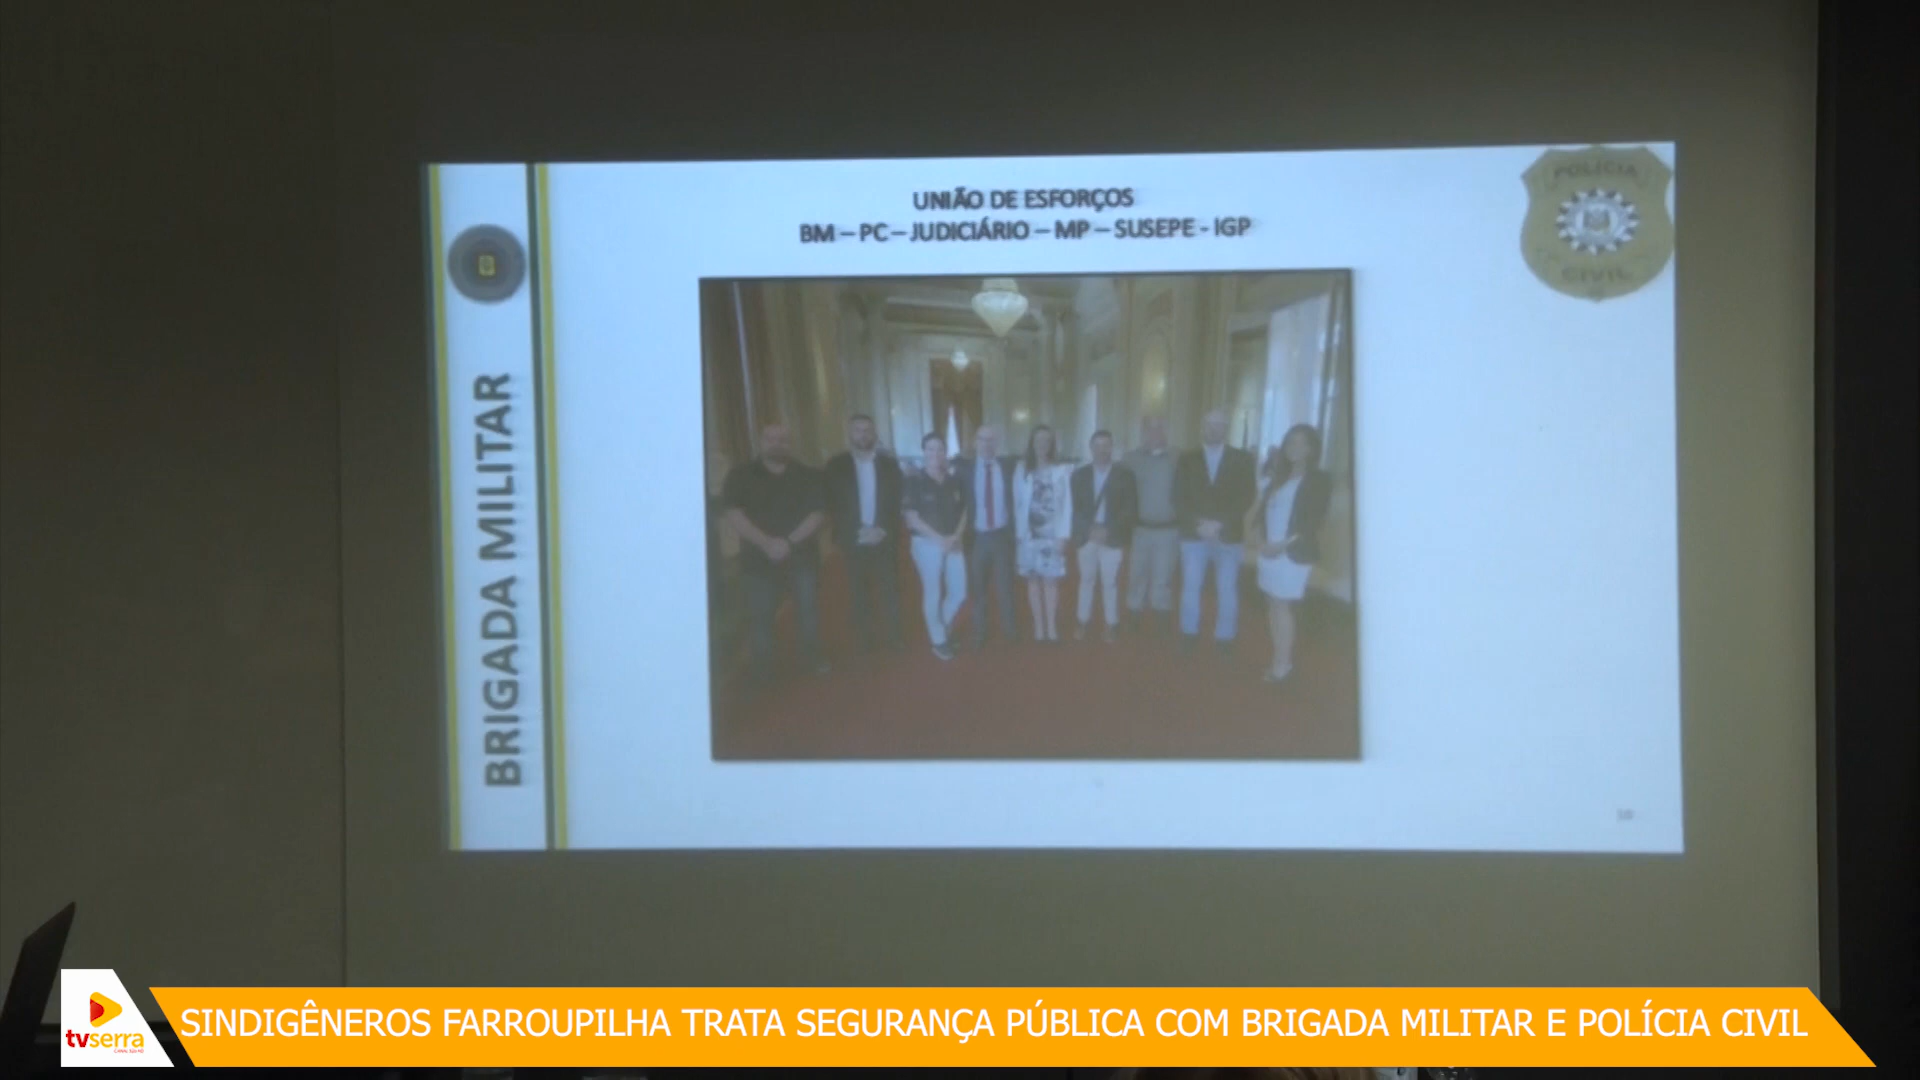 UNIÃO DE ESFORÇOS
BM – PC – JUDICIÁRIO – MP – SUSEPE - IGP
POLÍCIA
CIVIL
BRIGADA MILITAR
tvserra
SINDIGÊNEROS FARROUPILHA TRATA SEGURANÇA PÚBLICA COM BRIGADA MILITAR E POLÍCIA CIVIL